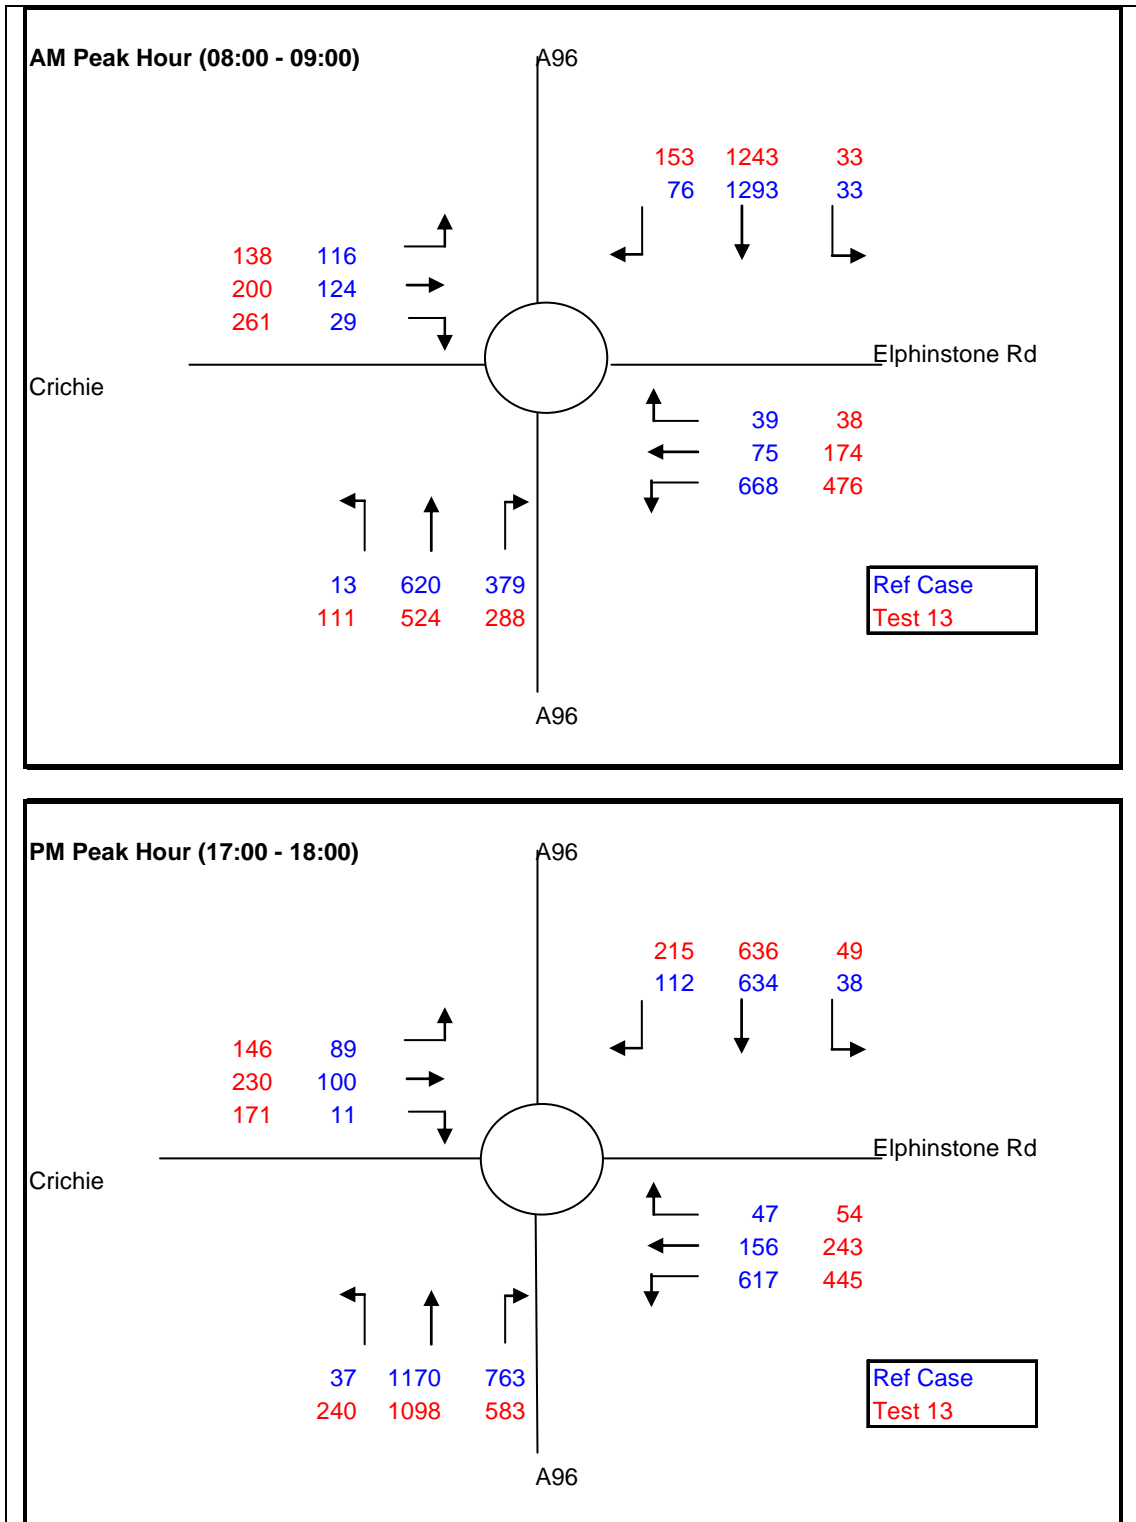 AM Peak Hour (08:00 - 09:00) A96
153 1243 33
76 1293 33
138 116
200 124
261 29
Elphinstone Rd
Crichie
39 38
75 174
668 476
13 620 379
111 524 288
Ref Case
Test 13
A96
PM Peak Hour (17:00 - 18:00) A96
215 636 49
112 634 38
146 89
230 100
171 11
Elphinstone Rd
Crichie
47 54
156 243
617 445
37 1170 763
240 1098 583
Ref Case
Test 13
A96